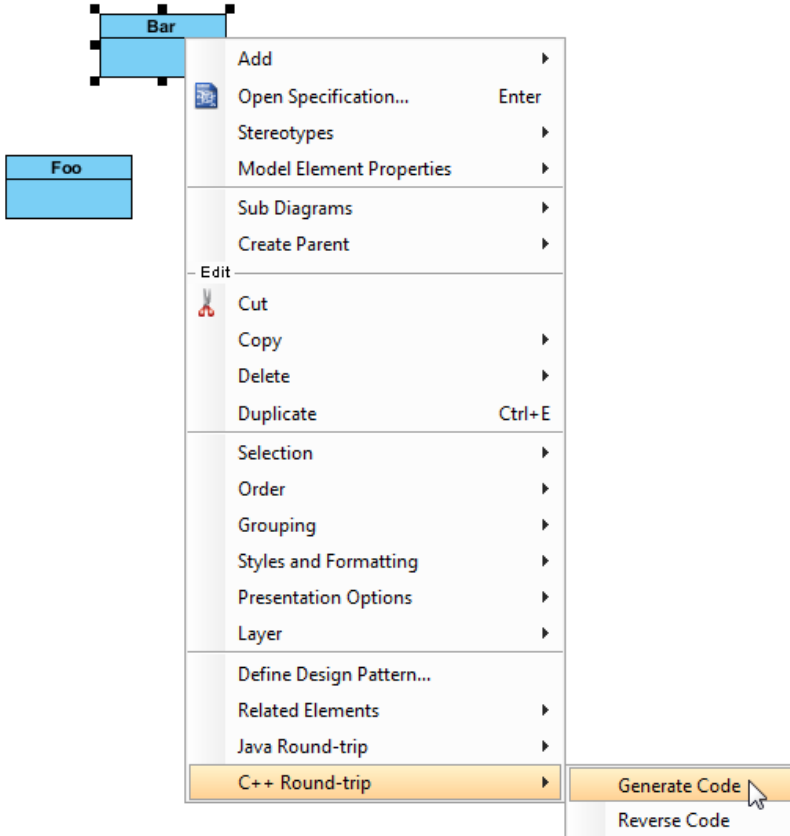 Bar
Foo
Add
Open Specification... Enter
Stereotypes
Model Element Properties
Sub Diagrams
Create Parent
Edit
Cut
Copy
Delete
Duplicate Ctrl+E
Selection
Order
Grouping
Styles and Formatting
Presentation Options
Layer
Define Design Pattern...
Related Elements
Java Round-trip
C++ Round-trip
Generate Code
Reverse Code